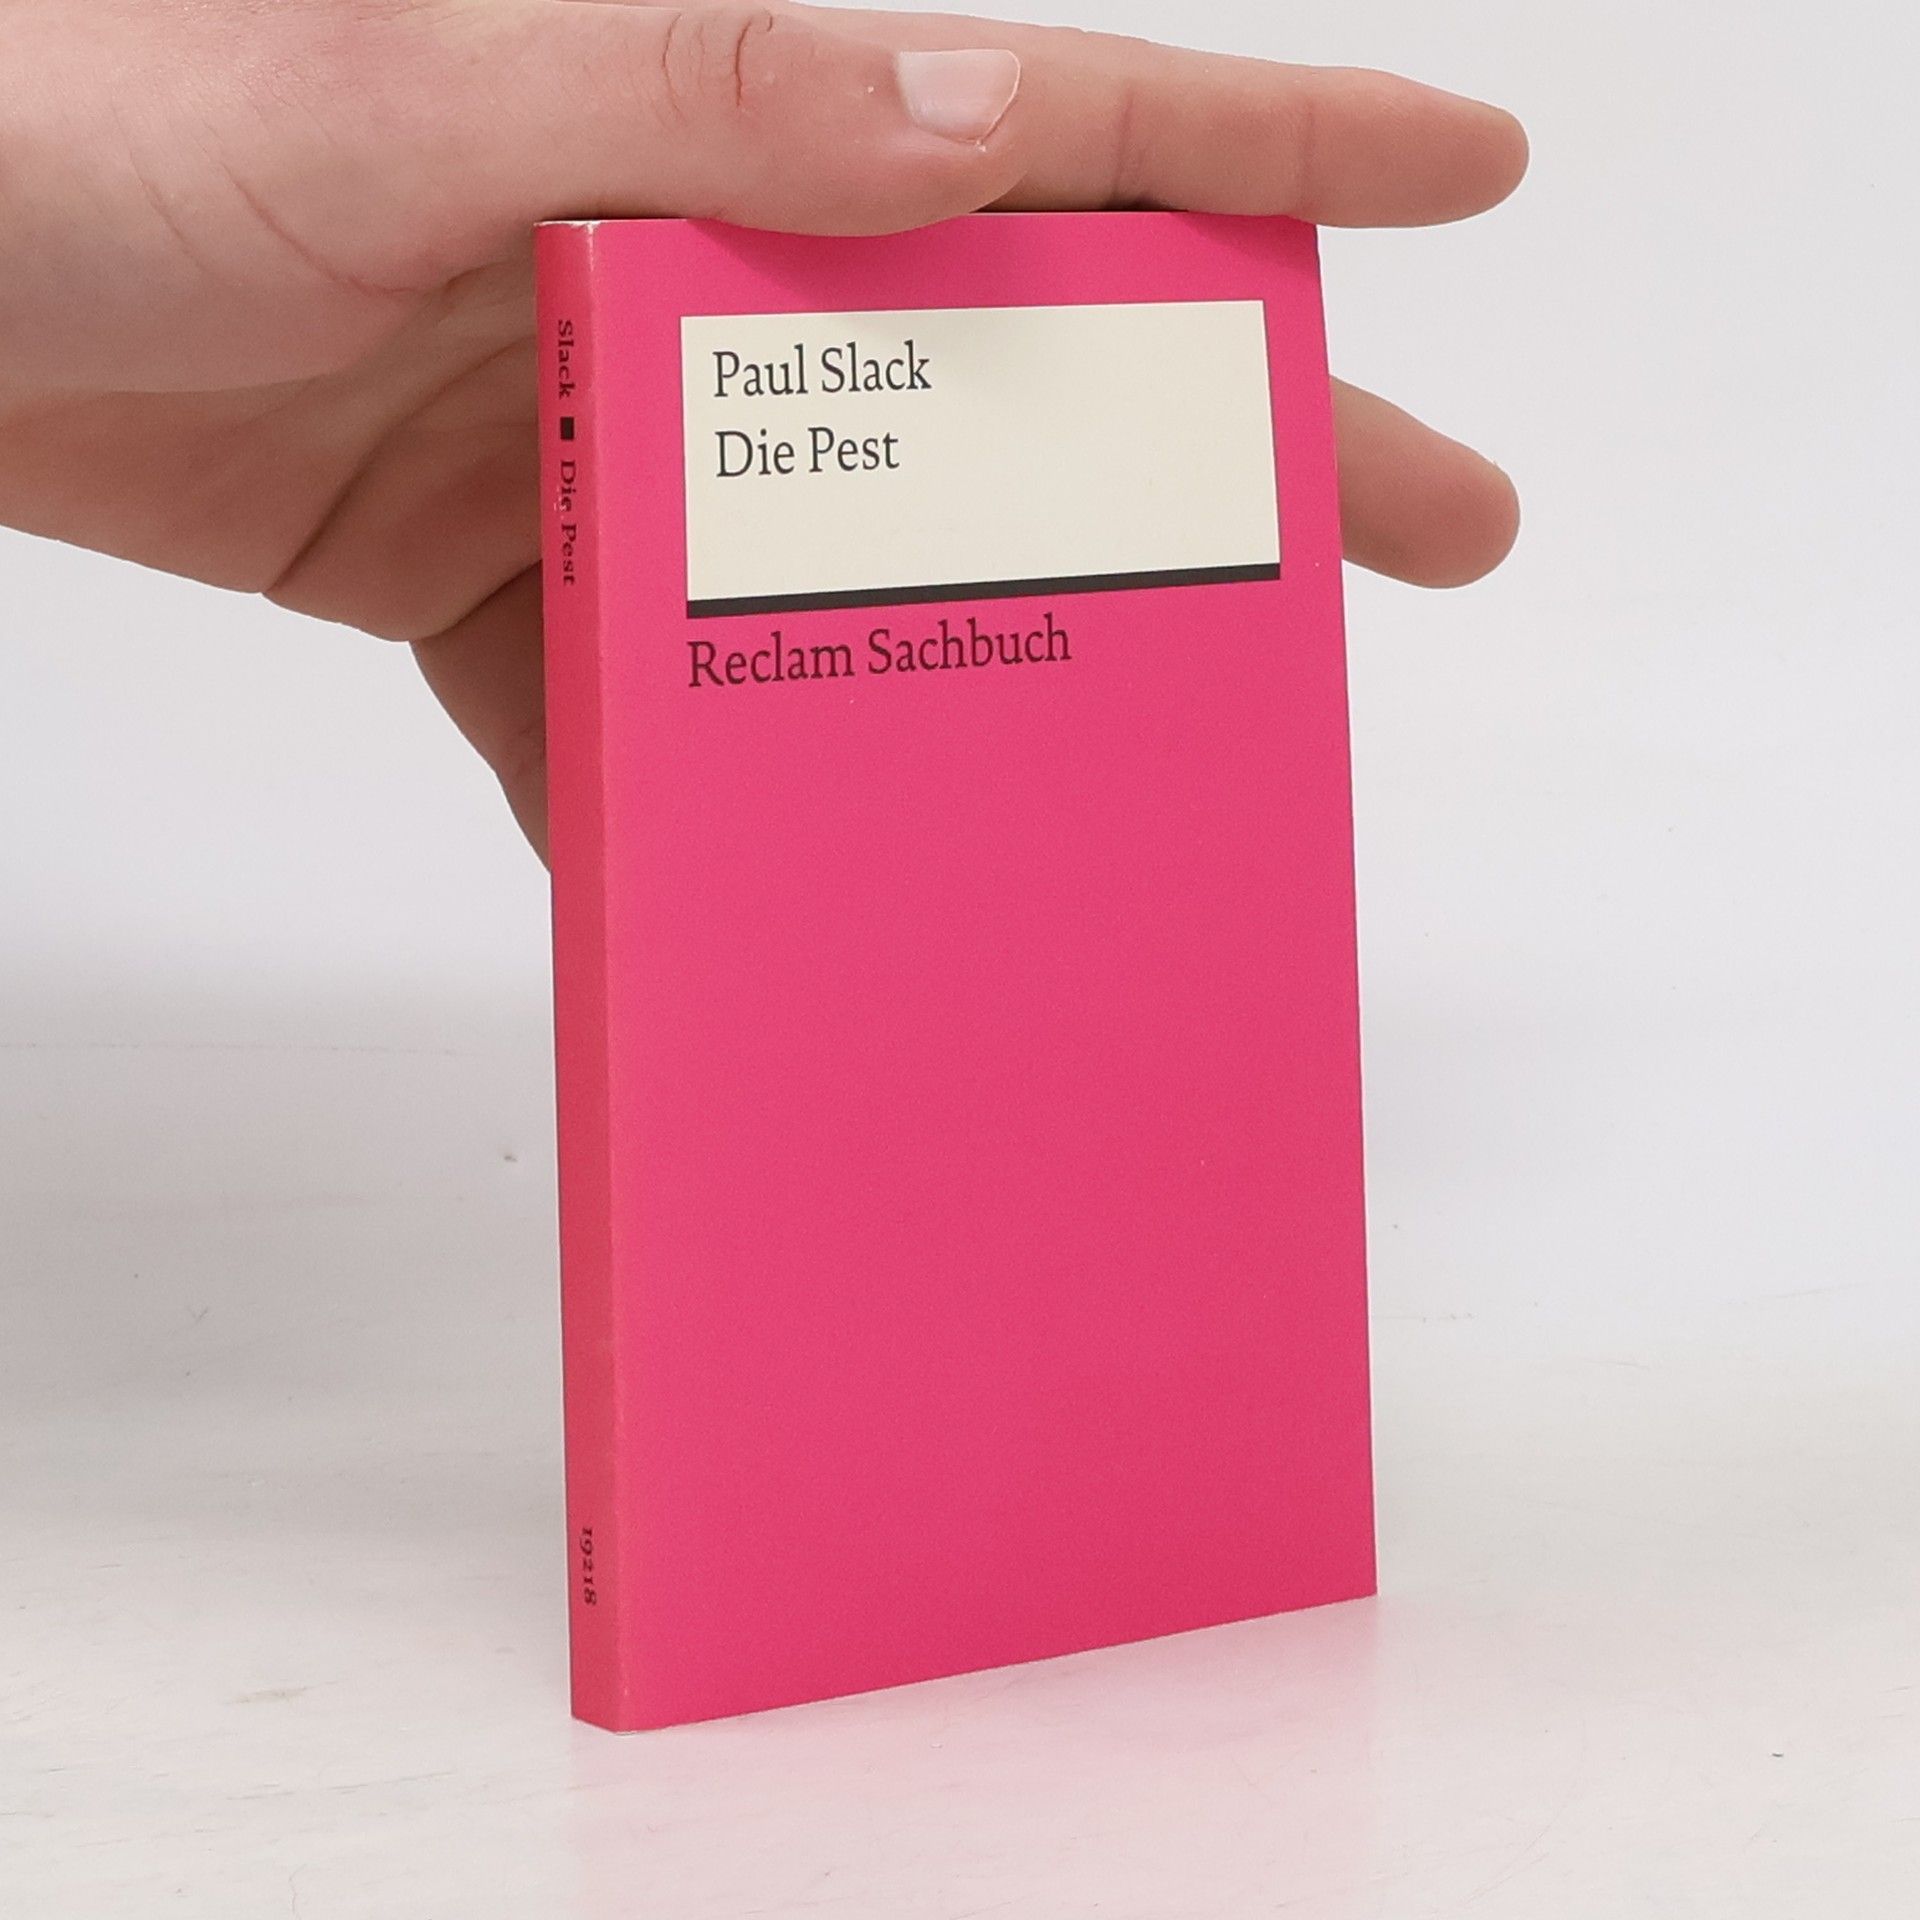 Paul Slack
Die Pest
Reclam Sachbuch
Slack ■ Die Pest
19218